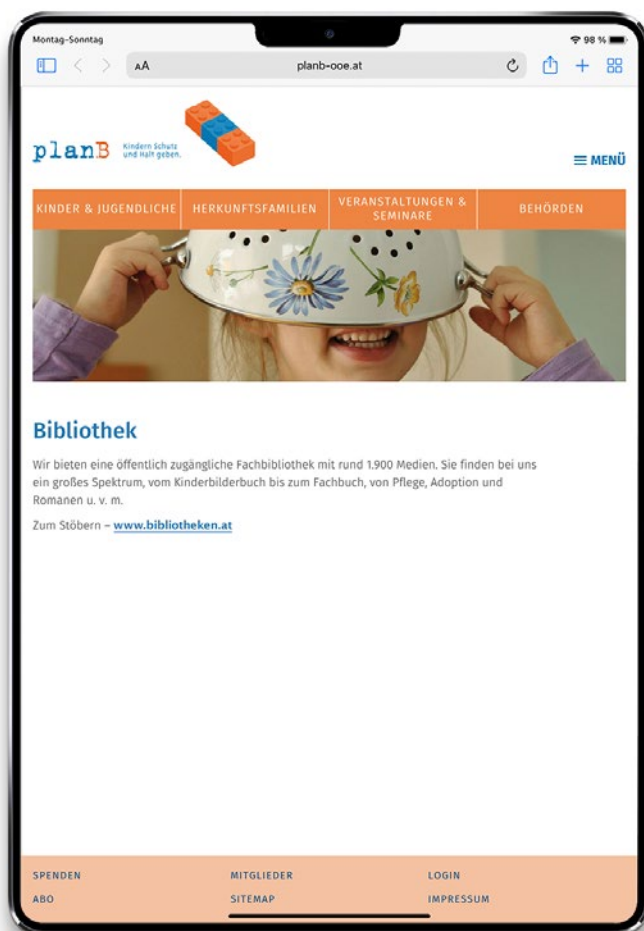 Montag-Sonntag
98 %
AA
planb-ooe.at
planB
Kindern Schutz
und Halt geben.
MENÜ
KINDER & JUGENDLICHE
HERKUNFTSFAMILIEN
VERANSTALTUNGEN &
SEMINARE
BEHÖRDEN
Bibliothek
Wir bieten eine öffentlich zugängliche Fachbibliothek mit rund 1.900 Medien. Sie finden bei uns
ein großes Spektrum, vom Kinderbilderbuch bis zum Fachbuch, von Pflege, Adoption und
Romanen u. v. m.
Zum Stöbern – www.bibliotheken.at
SPENDEN
MITGLIEDER
LOGIN
ABO
SITEMAP
IMPRESSUM